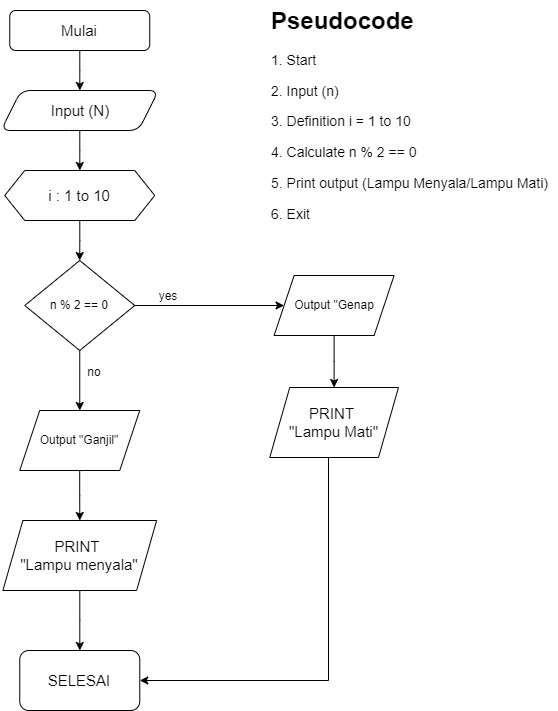 Mulai
Input (N)
i : 1 to 10
n % 2 == 0
yes
no
Output "Genap
PRINT
"Lampu Mati"
Output "Ganjil"
PRINT
"Lampu menyala"
SELESAI
Pseudocode
1. Start
2. Input (n)
3. Definition i = 1 to 10
4. Calculate n % 2 == 0
5. Print output (Lampu Menyala/Lampu Mati)
6. Exit